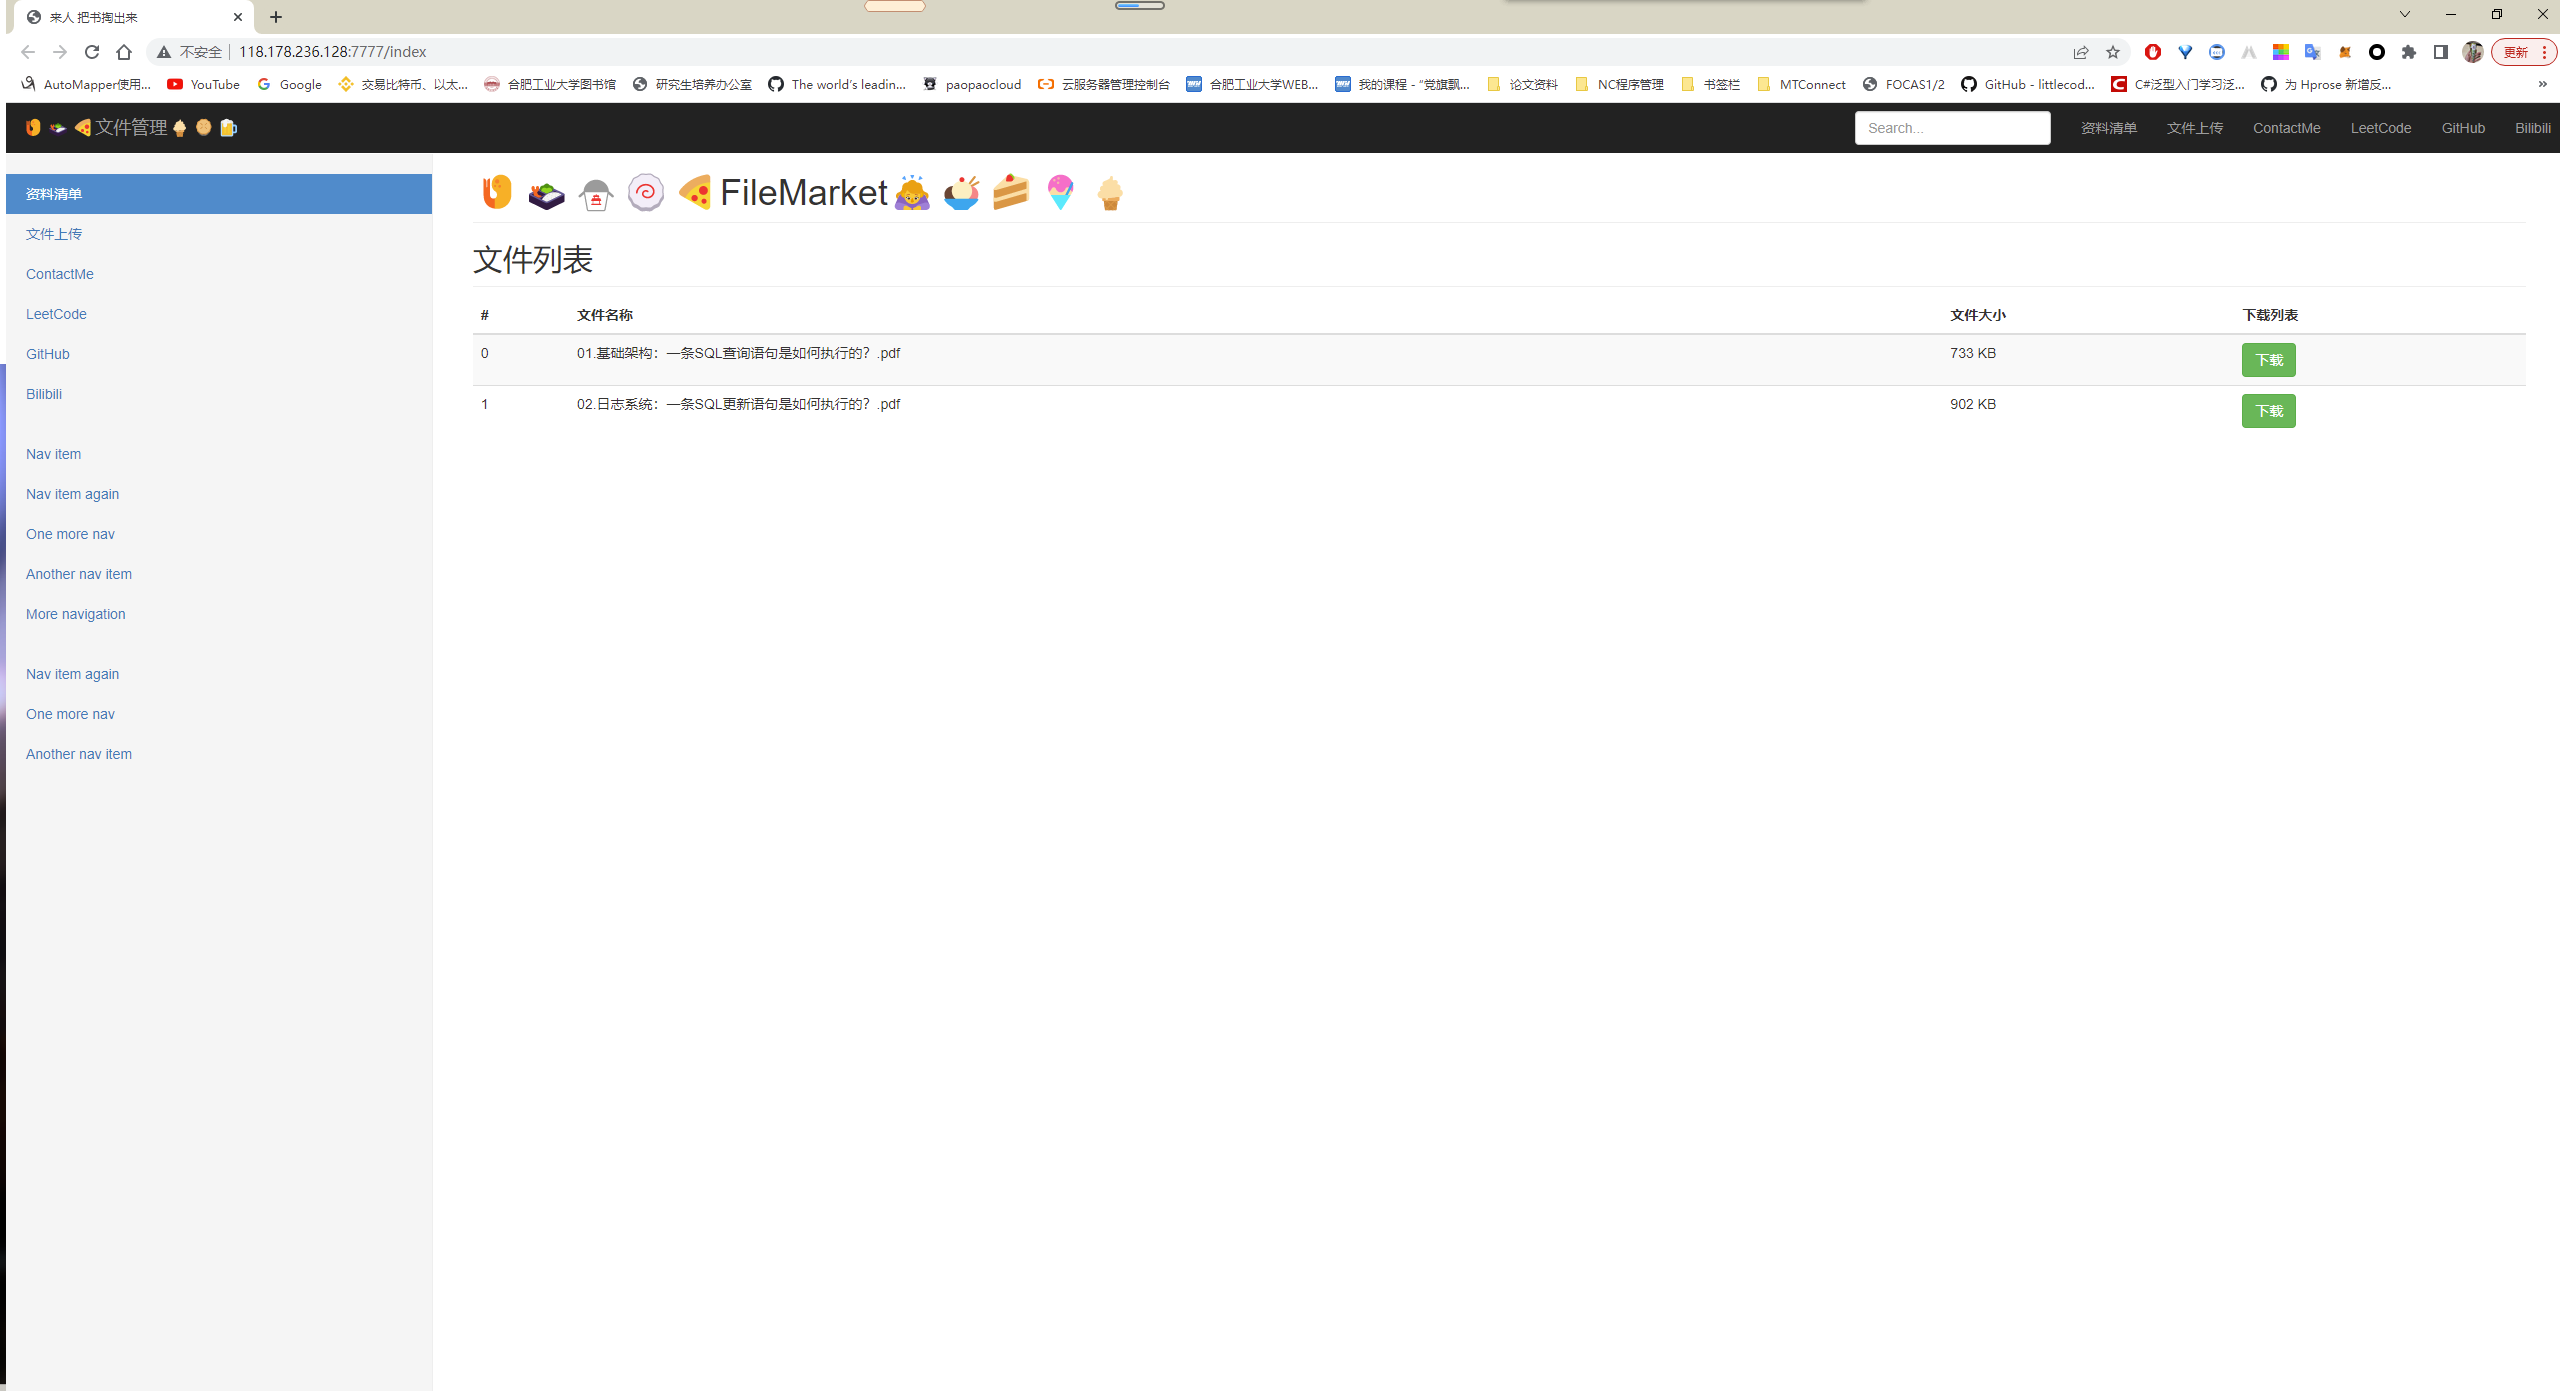 来人 把书掏出来
不安全 118.178.236.128:7777/index 更新
AutoMapper使用... YouTube Google 交易比特币、以太... 合肥工业大学图书馆 研究生培养办公室 The world's leadin... paopaocloud 云服务器管理控制台 合肥工业大学WEB... 我的课程 - “党旗飘... 论文资料 NC程序管理 书签栏 MTConnect FOCAS1/2 GitHub - littlecod... C#泛型入门学习泛... 为 Hprose 新增反... »
文件管理 Search... 资料清单 文件上传 ContactMe LeetCode GitHub Bilibili
资料清单
文件上传
ContactMe
LeetCode
GitHub
Bilibili
Nav item
Nav item again
One more nav
Another nav item
More navigation
Nav item again
One more nav
Another nav item
FileMarket
文件列表
# 文件名称 文件大小 下载列表
0 01.基础架构：一条SQL查询语句是如何执行的？.pdf 733 KB 下载
1 02.日志系统：一条SQL更新语句是如何执行的？.pdf 902 KB 下载